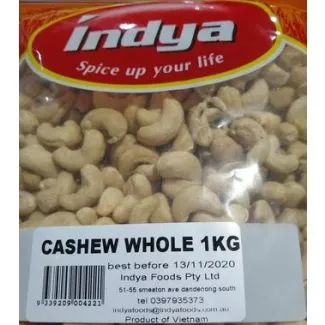 indya
Spice up your life
CASHEW WHOLE 1KG
best before 13/11/2020
Indya Foods Pty Ltd
51-55 smeaton ave dandenong south
tel 0397935373
indyafoods@indyafoods.com.au
Product of Vietnam
9 339209 004221